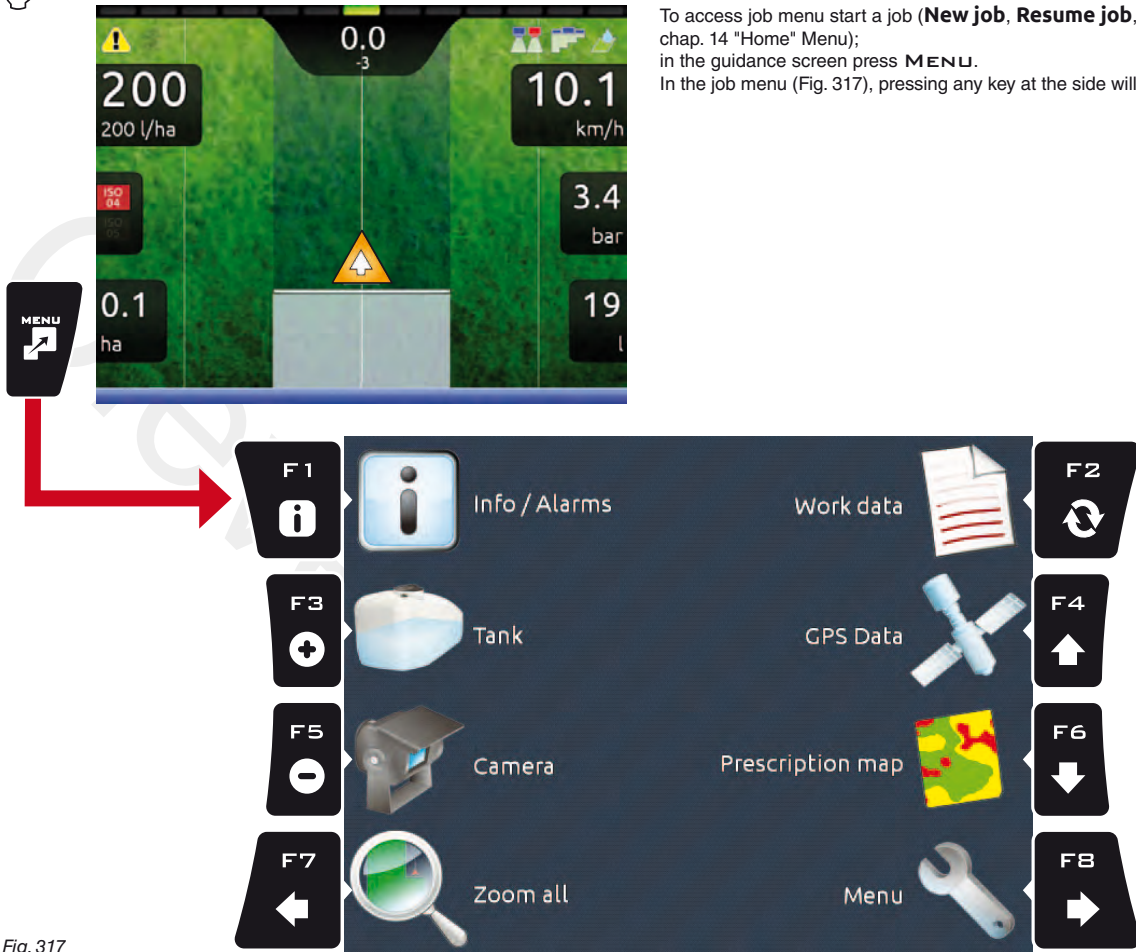 To access job menu start a job (New job, Resume job,
chap. 14 "Home" Menu);
in the guidance screen press MENU.
In the job menu (Fig. 317), pressing any key at the side will
0.0
-3
200
200 l/ha
10.1
km/h
ISO
04
ISO
05
3.4
bar
0.1
ha
19
l
MENU
F1
Info / Alarms
Work data
F2
F3
Tank
GPS Data
F4
F5
Camera
Prescription map
F6
F7
Zoom all
Menu
F8
Fig. 317